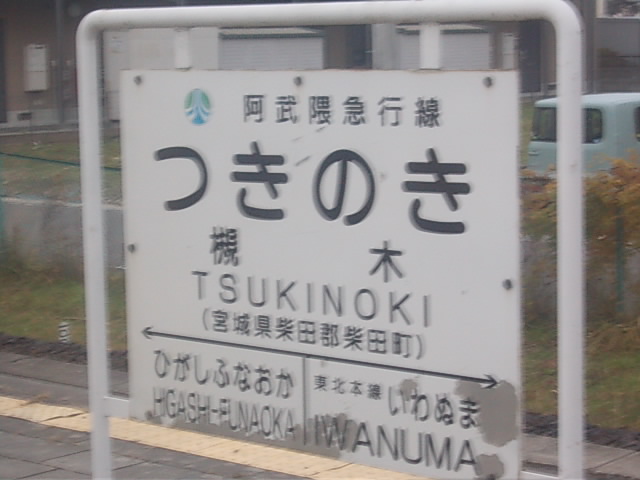 阿武隈急行線
つきのき
槻 木
TSUKINOKI
(宮城県柴田郡柴田町)
ひがしふなおか 東北本線 いわぬま
HIGASHI-FUNAOKA IWANUMA